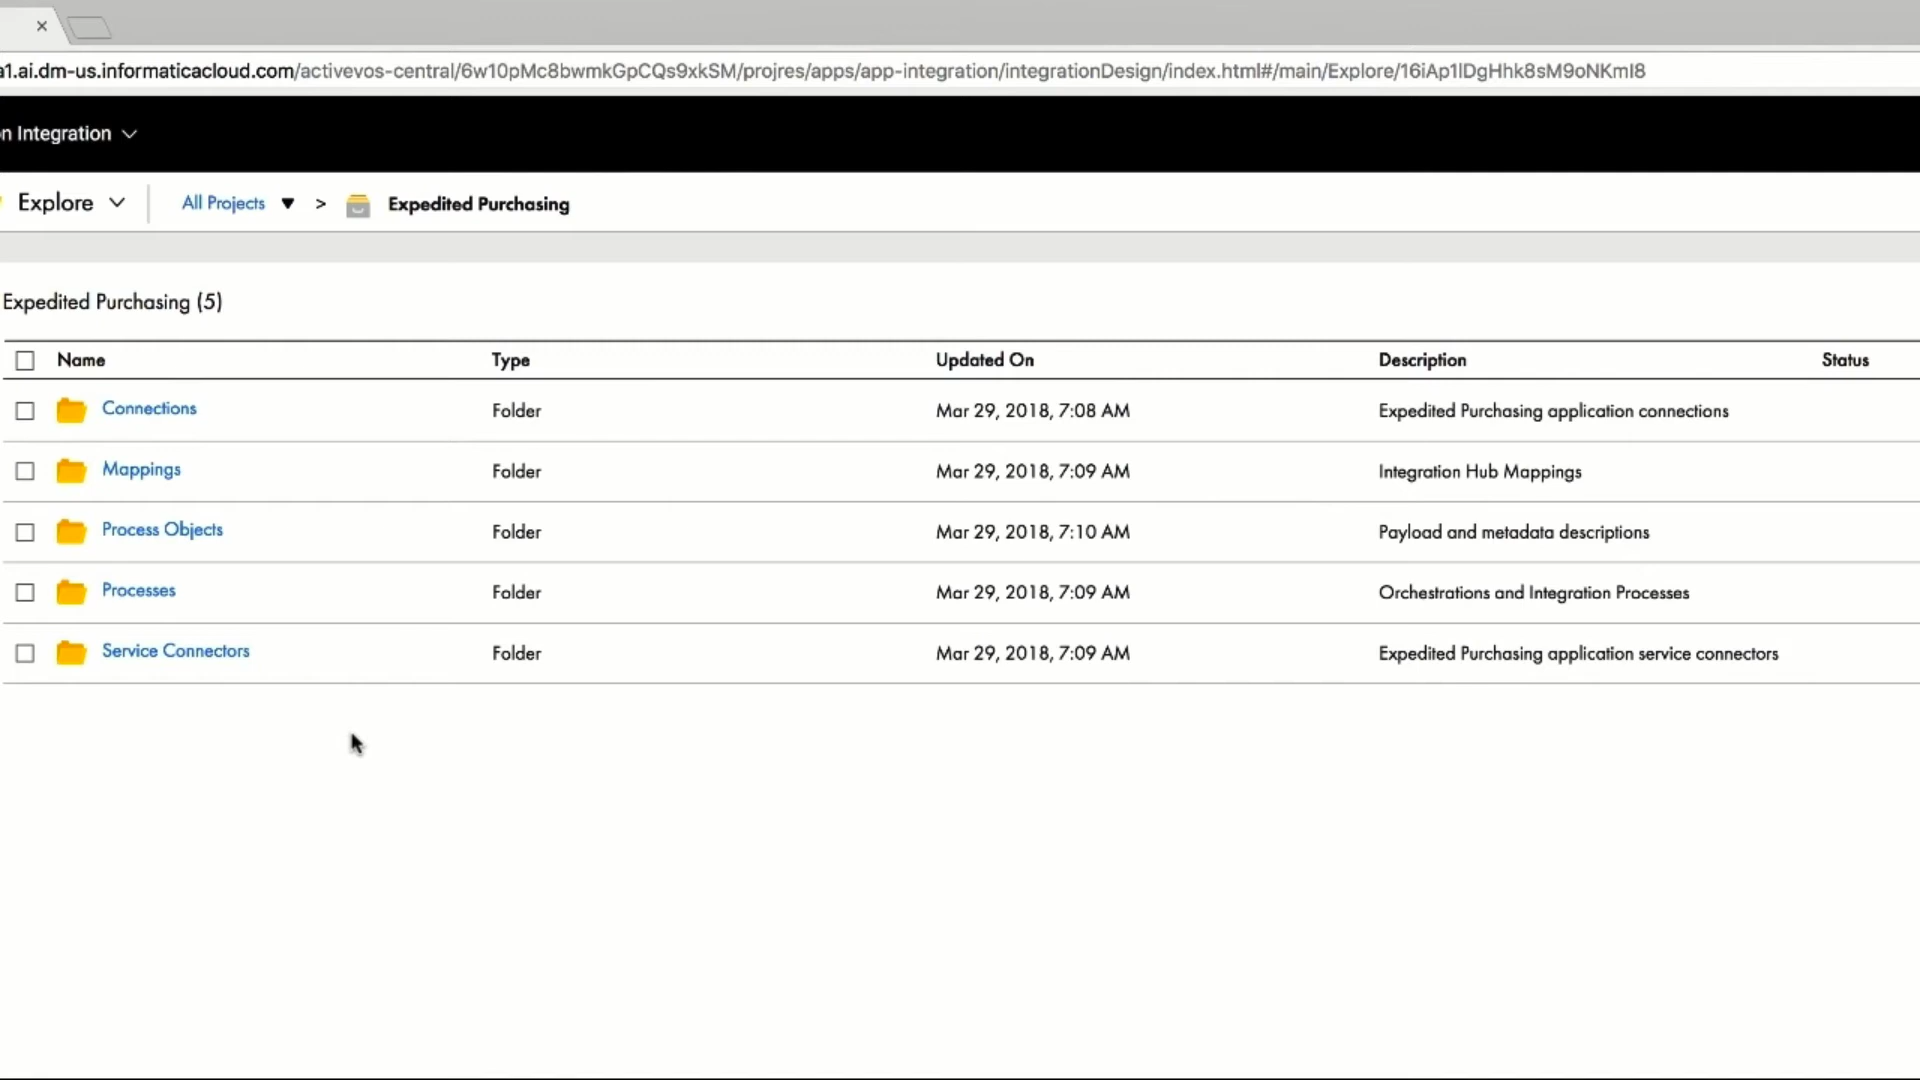 a1.ai.dm-us.informaticacloud.com/activevos-central/6w10pMc8bwmkGpCQs9xkSM/projres/apps/app-integration/integrationDesign/index.html#/main/Explore/16iAp1lDgHhk8sM9oNKml8
n Integration
Explore All Projects > Expedited Purchasing
Expedited Purchasing (5)
Name Type Updated On Description Status
Connections Folder Mar 29, 2018, 7:08 AM Expedited Purchasing application connections
Mappings Folder Mar 29, 2018, 7:09 AM Integration Hub Mappings
Process Objects Folder Mar 29, 2018, 7:10 AM Payload and metadata descriptions
Processes Folder Mar 29, 2018, 7:09 AM Orchestrations and Integration Processes
Service Connectors Folder Mar 29, 2018, 7:09 AM Expedited Purchasing application service connectors